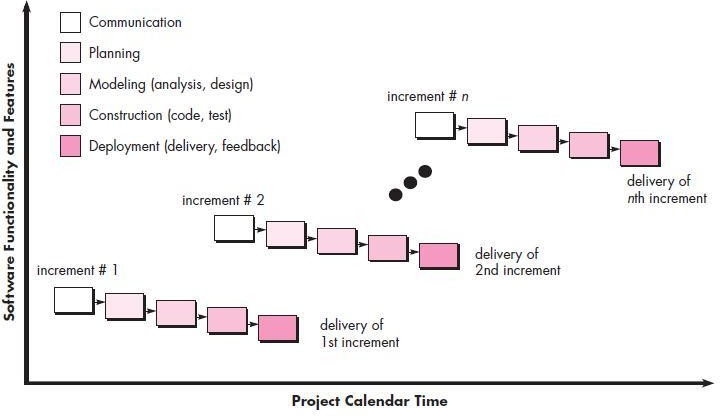 Communication
Planning
Modeling (analysis, design)
Construction (code, test)
Deployment (delivery, feedback)
increment # n
delivery of
nth increment
increment # 2
delivery of
2nd increment
increment # 1
delivery of
1st increment
Software Functionality and Features
Project Calendar Time